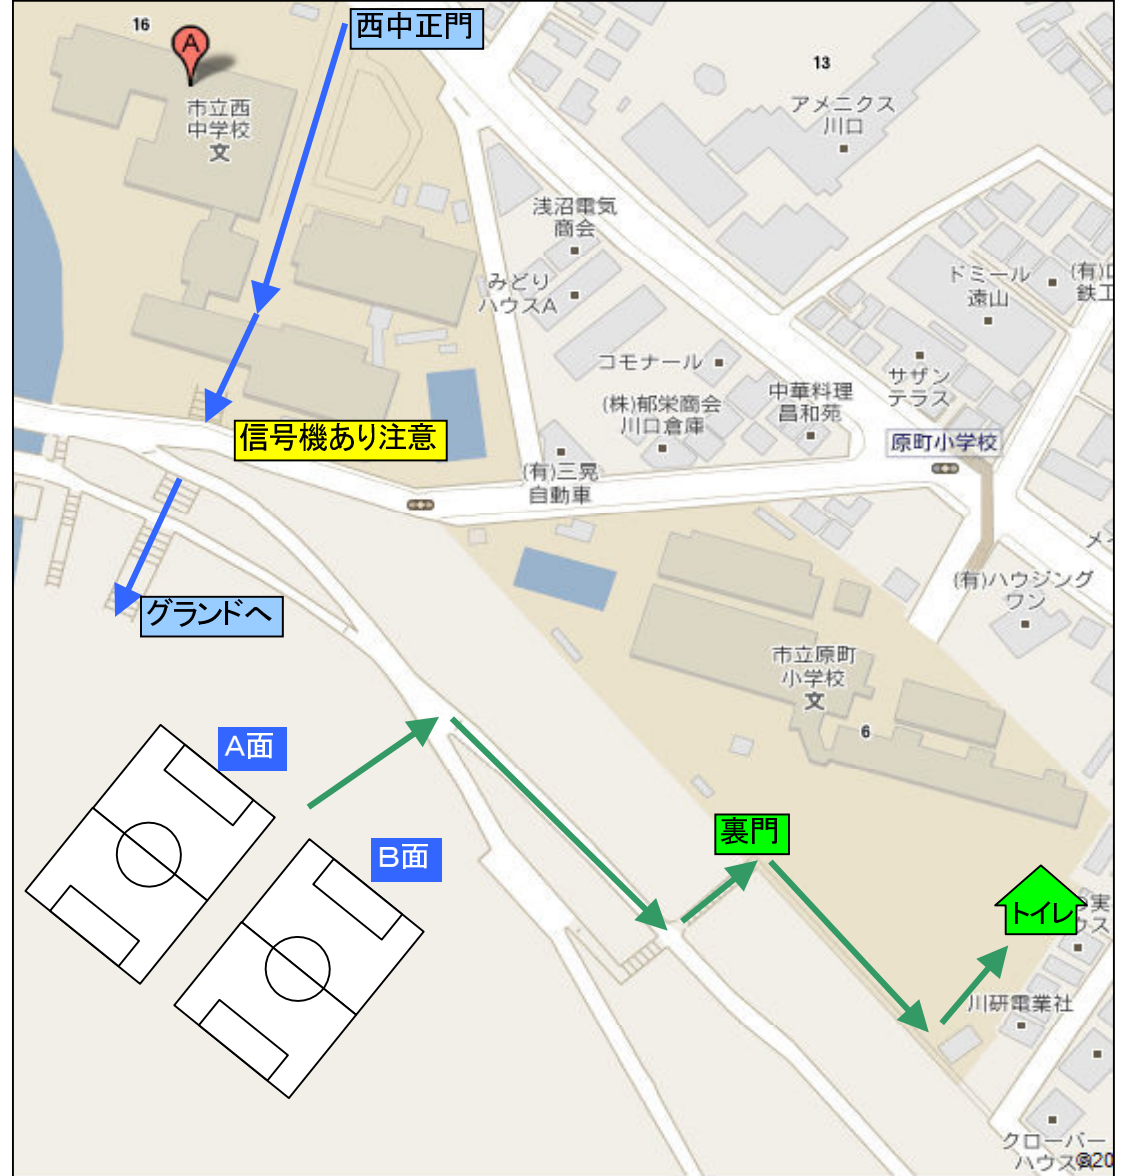 西中正門
16
A
13
市立西
中学校
文
アメニクス
川口
浅沼電気
商会
みどり
ハウスA
ドミール
遠山
(有)
鉄工
コモナール
サザン
テラス
中華料理
昌和苑
(株)郁栄商会
川口倉庫
信号機あり注意
原町小学校
(有)三晃
自動車
(有)ハウジング
ワン
グランドへ
市立原町
小学校
文
6
A面
B面
裏門
トイレ
川研電業社
クローバー
ハウス
©20